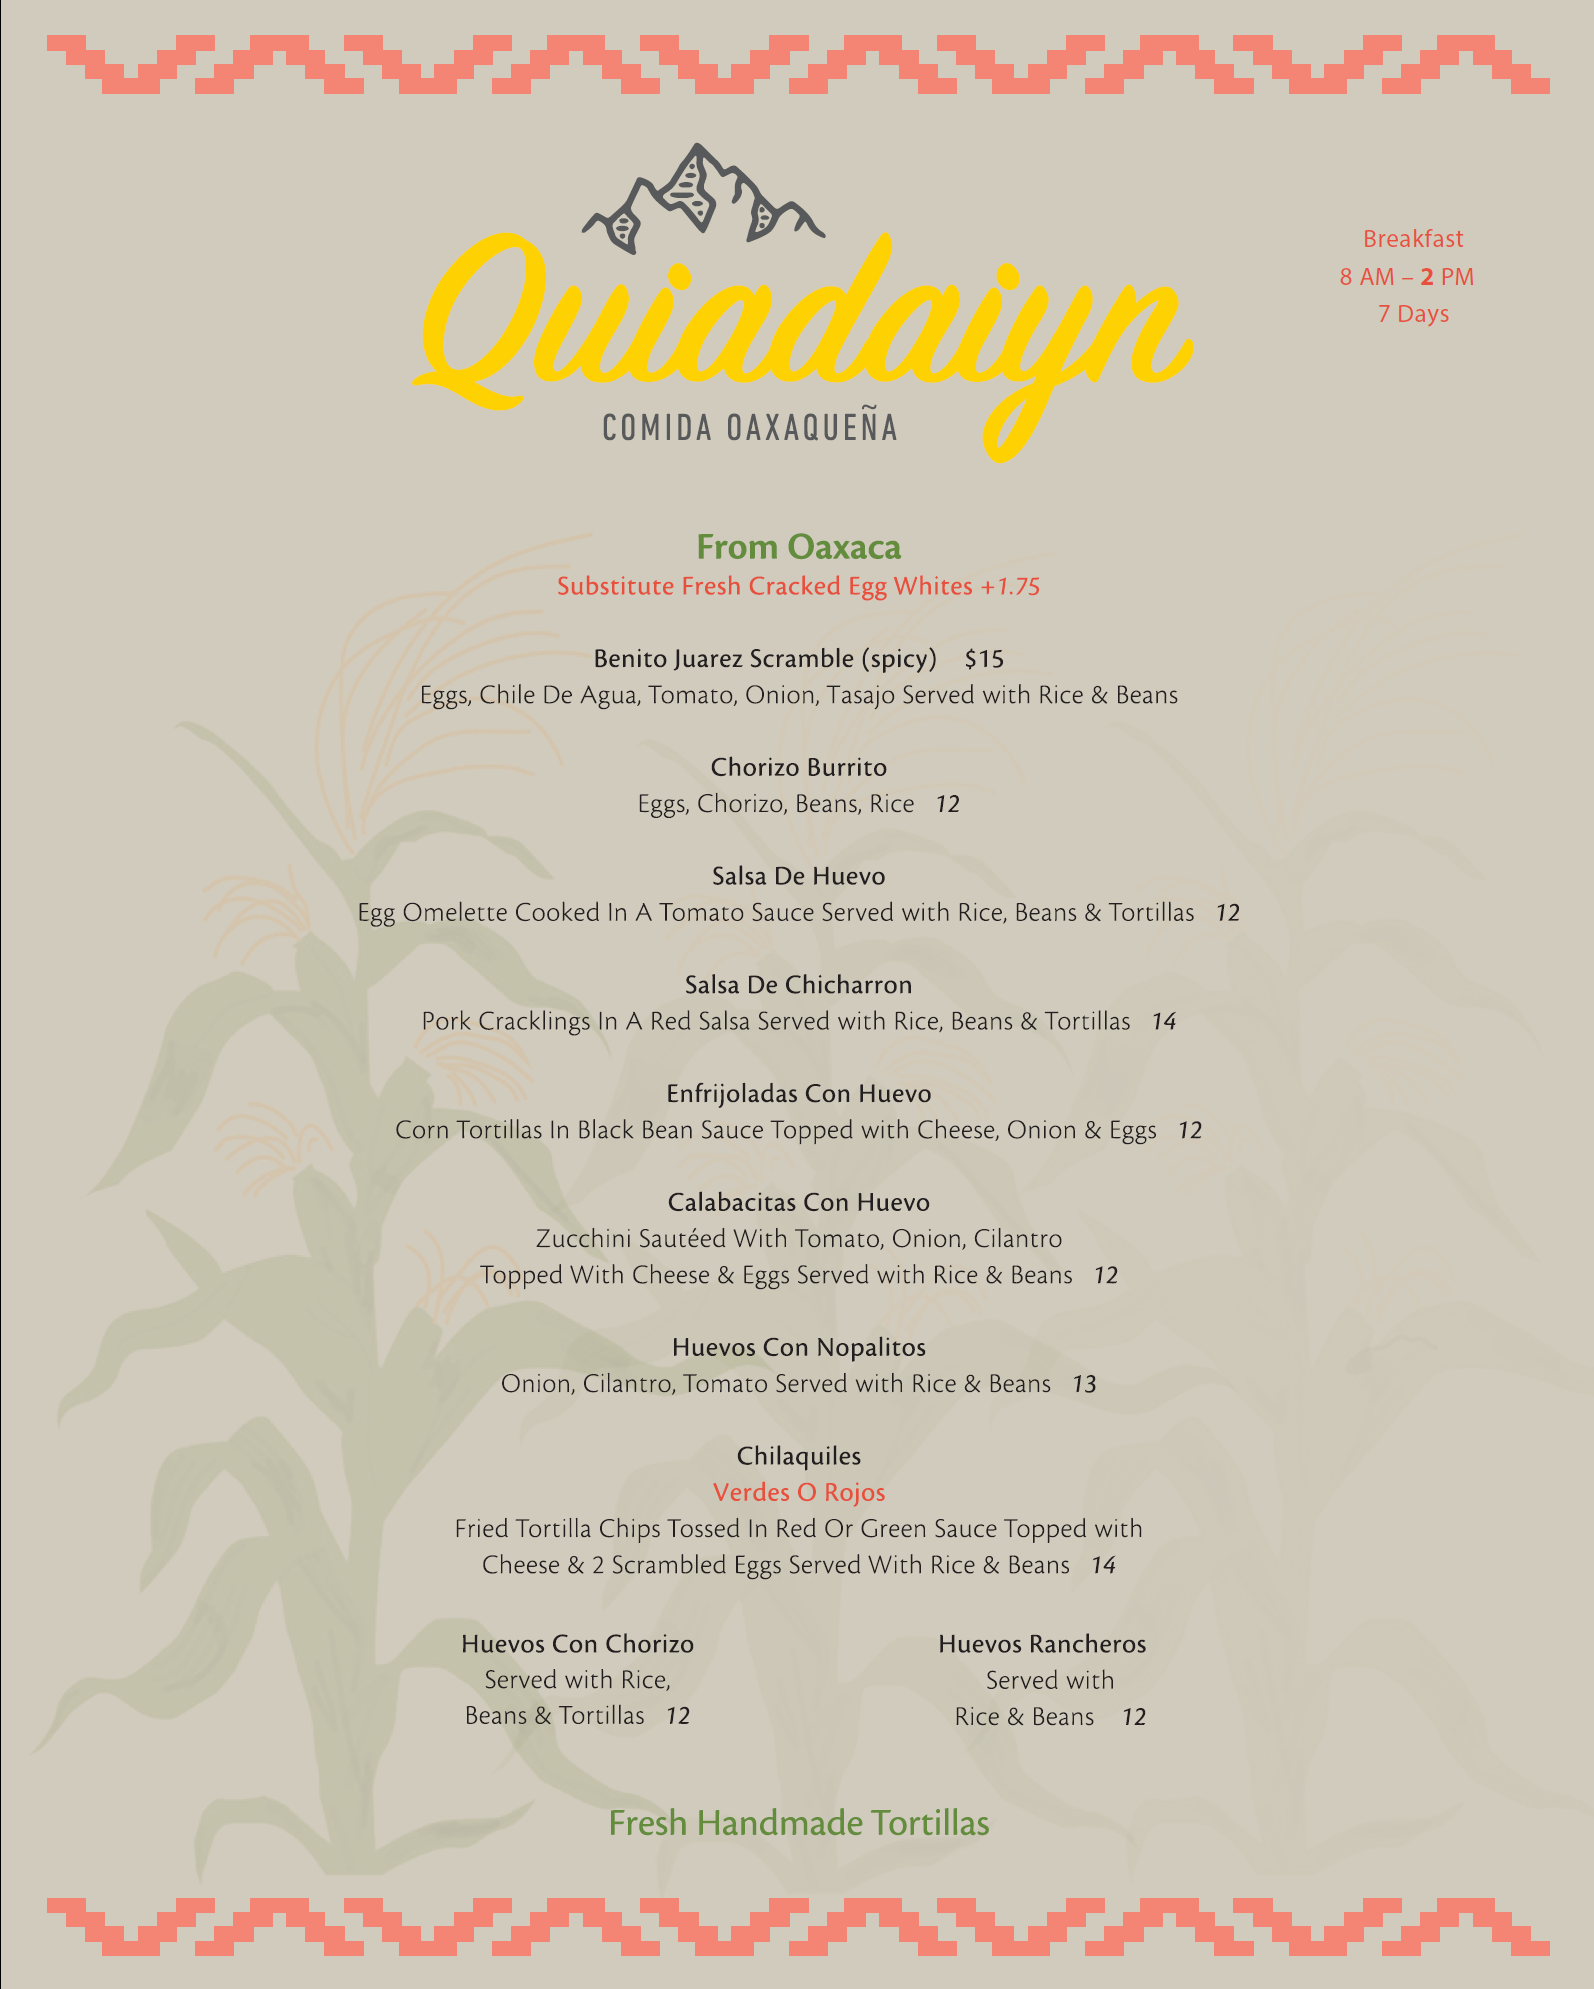 Quiadaiyn
COMIDA OAXAQUEÑA
Breakfast
8 AM – 2 PM
7 Days
From Oaxaca
Substitute Fresh Cracked Egg Whites +1.75
Benito Juarez Scramble (spicy) $15
Eggs, Chile De Agua, Tomato, Onion, Tasajo Served with Rice & Beans
Chorizo Burrito
Eggs, Chorizo, Beans, Rice 12
Salsa De Huevo
Egg Omelette Cooked In A Tomato Sauce Served with Rice, Beans & Tortillas 12
Salsa De Chicharron
Pork Cracklings In A Red Salsa Served with Rice, Beans & Tortillas 14
Enfrijoladas Con Huevo
Corn Tortillas In Black Bean Sauce Topped with Cheese, Onion & Eggs 12
Calabacitas Con Huevo
Zucchini Sautéed With Tomato, Onion, Cilantro
Topped With Cheese & Eggs Served with Rice & Beans 12
Huevos Con Nopalitos
Onion, Cilantro, Tomato Served with Rice & Beans 13
Chilaquiles
Verdes O Rojos
Fried Tortilla Chips Tossed In Red Or Green Sauce Topped with
Cheese & 2 Scrambled Eggs Served With Rice & Beans 14
Huevos Con Chorizo
Served with Rice,
Beans & Tortillas 12
Huevos Rancheros
Served with
Rice & Beans 12
Fresh Handmade Tortillas